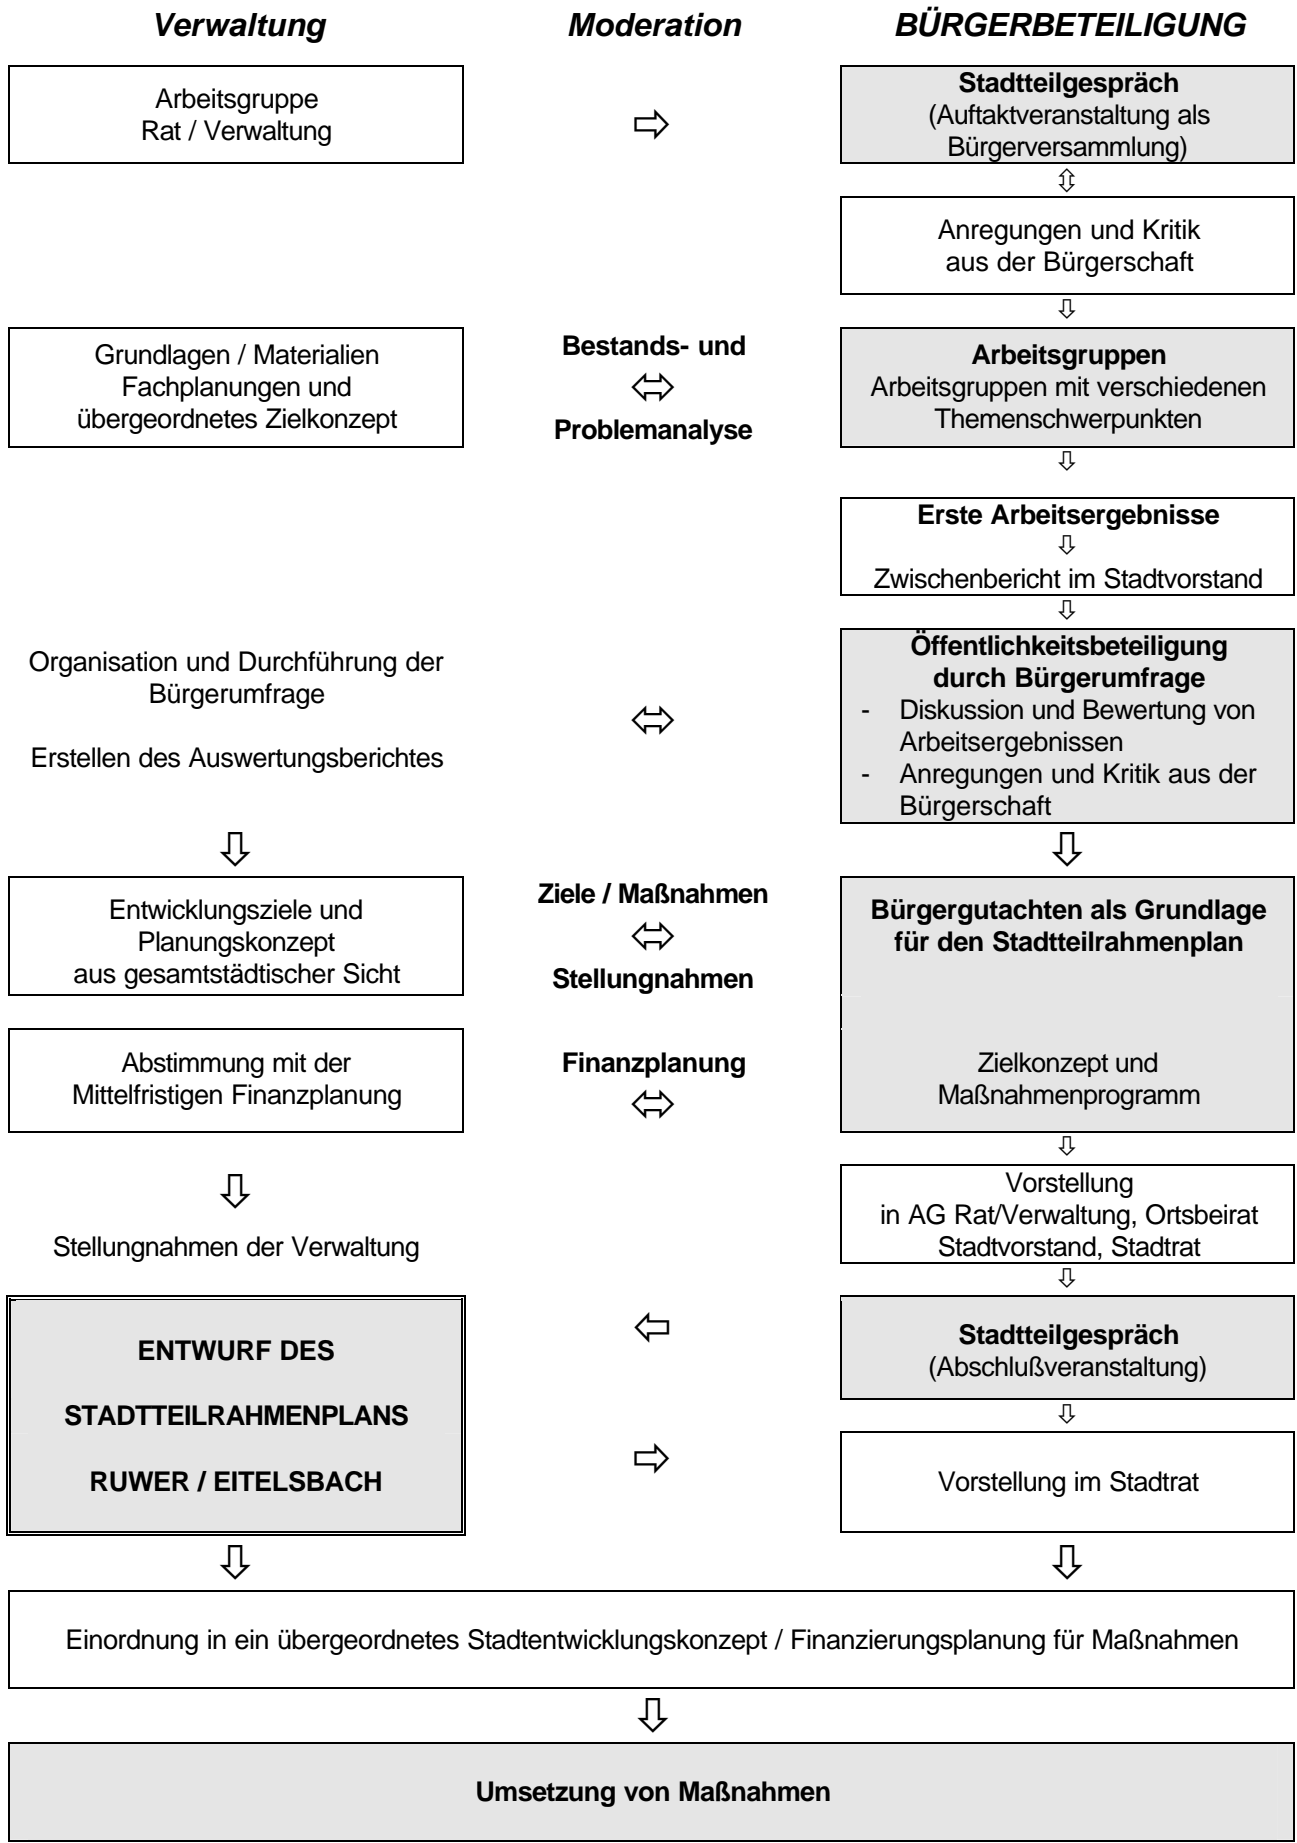 Verwaltung
Moderation
BÜRGERBETEILIGUNG
Arbeitsgruppe
Rat / Verwaltung
Stadtteilgespräch
(Auftaktveranstaltung als
Bürgerversammlung)
Anregungen und Kritik
aus der Bürgerschaft
Grundlagen / Materialien
Fachplanungen und
übergeordnetes Zielkonzept
Bestands- und
Problemanalyse
Arbeitsgruppen
Arbeitsgruppen mit verschiedenen
Themenschwerpunkten
Erste Arbeitsergebnisse
Zwischenbericht im Stadtvorstand
Organisation und Durchführung der
Bürgerumfrage
Erstellen des Auswertungsberichtes
Öffentlichkeitsbeteiligung
durch Bürgerumfrage
- Diskussion und Bewertung von
Arbeitsergebnissen
- Anregungen und Kritik aus der
Bürgerschaft
Entwicklungsziele und
Planungskonzept
aus gesamtstädtischer Sicht
Ziele / Maßnahmen
Stellungnahmen
Bürgergutachten als Grundlage
für den Stadtteilrahmenplan
Abstimmung mit der
Mittelfristigen Finanzplanung
Finanzplanung
Zielkonzept und
Maßnahmenprogramm
Stellungnahmen der Verwaltung
Vorstellung
in AG Rat/Verwaltung, Ortsbeirat
Stadtvorstand, Stadtrat
ENTWURF DES
STADTTEILRAHMENPLANS
RUWER / EITELSBACH
Stadtteilgespräch
(Abschlußveranstaltung)
Vorstellung im Stadtrat
Einordnung in ein übergeordnetes Stadtentwicklungskonzept / Finanzierungsplanung für Maßnahmen
Umsetzung von Maßnahmen